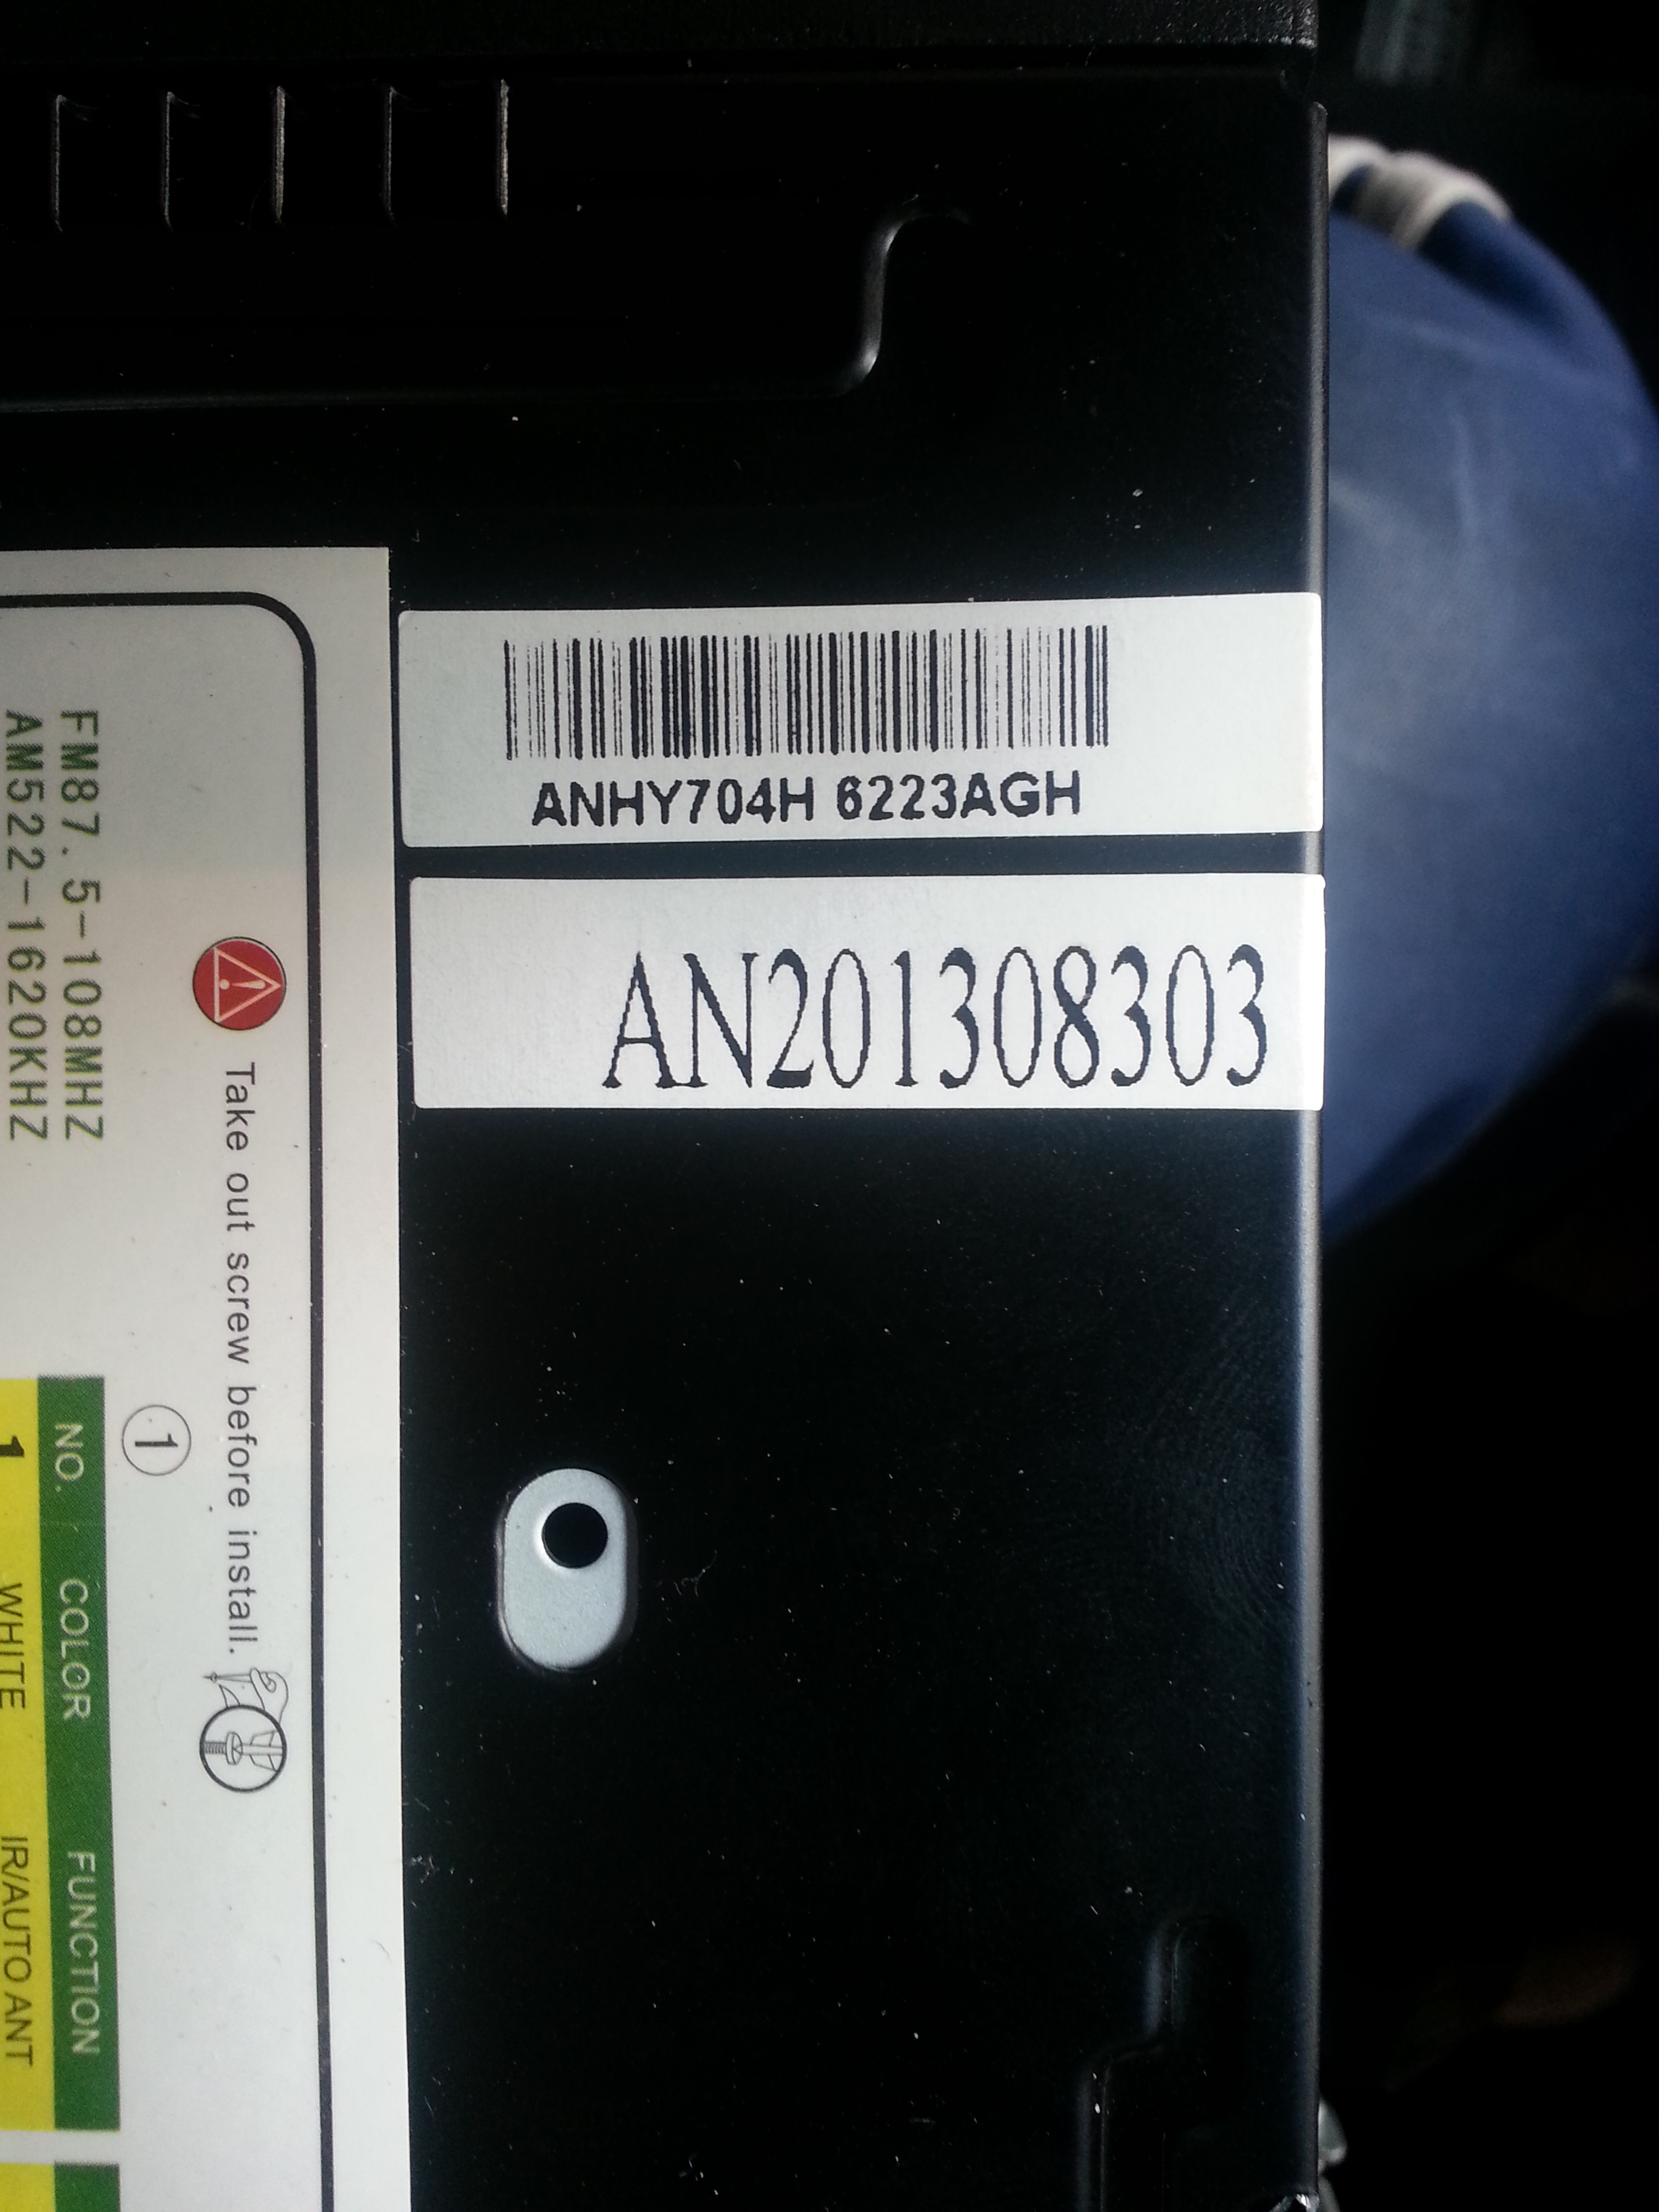 ANHY704H 6223AGH
AN201308303
Take out screw before install.
FM87.5-108MHZ
AM522-1620KHZ
1
NO. COLOR FUNCTION
1 WHITE IR/AUTO ANT